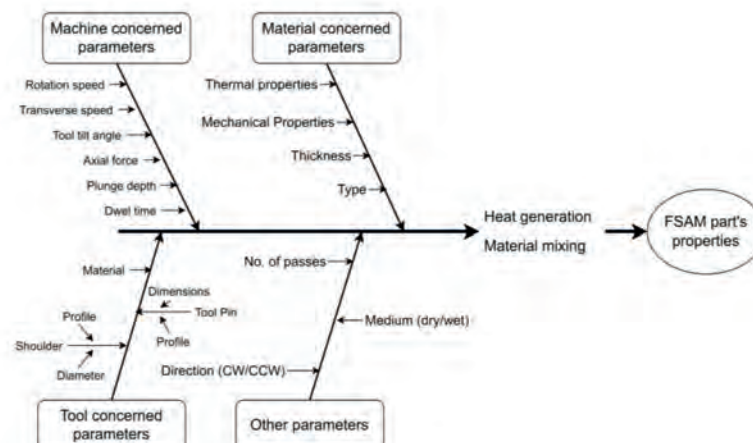 Machine concerned
parameters
Material concerned
parameters
Rotation speed
Transverse speed
Tool tilt angle
Axial force
Plunge depth
Dwel time
Thermal properties
Mechanical Properties
Thickness
Type
Heat generation
Material mixing
FSAM part's
properties
Material
Dimensions
Tool Pin
Profile
Profile
Shoulder
Diameter
No. of passes
Medium (dry/wet)
Direction (CW/CCW)
Tool concerned
parameters
Other parameters